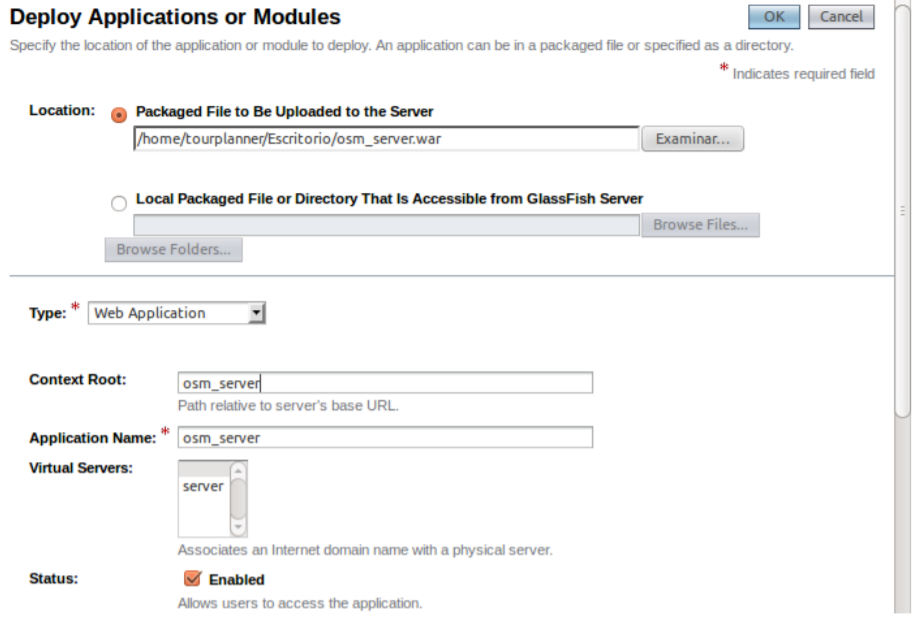 Deploy Applications or Modules
OK Cancel
Specify the location of the application or module to deploy. An application can be in a packaged file or specified as a directory.
* Indicates required field
Location: Packaged File to Be Uploaded to the Server
/home/tourplanner/Escritorio/osm_server.war Examinar...
Local Packaged File or Directory That Is Accessible from GlassFish Server
Browse Files...
Browse Folders...
Type: * Web Application
Context Root: osm_server
Path relative to server's base URL.
Application Name: * osm_server
Virtual Servers:
server
Associates an Internet domain name with a physical server.
Status: Enabled
Allows users to access the application.